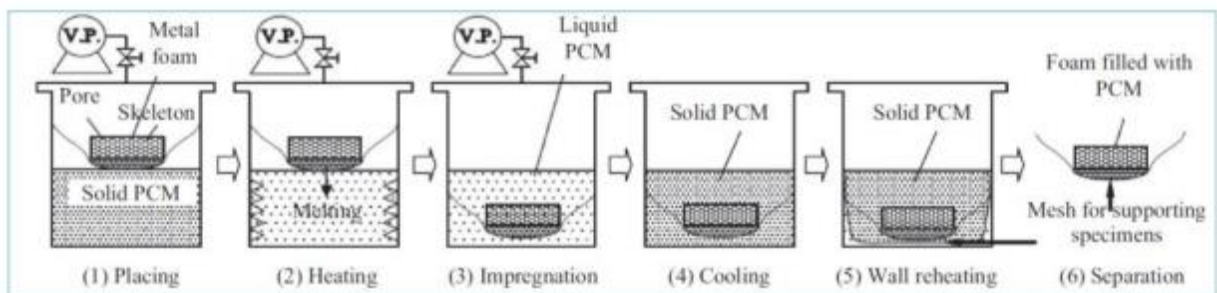 V.P.
Metal
foam
Pore
Skeleton
Solid PCM
(1) Placing
V.P.
Melting
(2) Heating
V.P.
Liquid
PCM
(3) Impregnation
Solid PCM
(4) Cooling
Solid PCM
(5) Wall reheating
Foam filled with
PCM
Mesh for supporting
specimens
(6) Separation